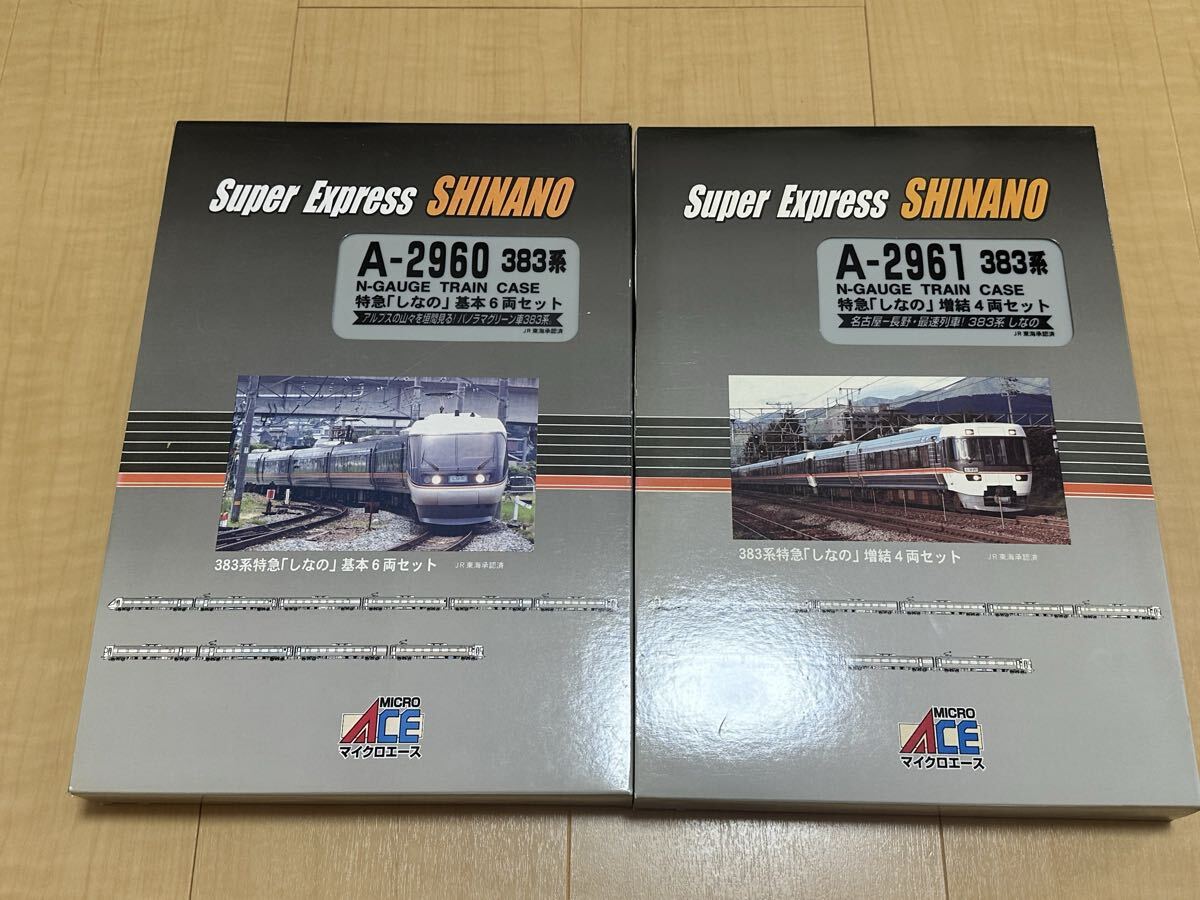 Super Express SHINANO
A-2960 383系
N-GAUGE TRAIN CASE
特急「しなの」基本6両セット
アルプスの山々を垣間見る!パノラマグリーン車383系
JR東海承認済
383系特急「しなの」基本6両セット JR東海承認済
MICRO
ACE
マイクロエース
Super Express SHINANO
A-2961 383系
N-GAUGE TRAIN CASE
特急「しなの」増結4両セット
名古屋-長野・最速列車! 383系 しなの
JR東海承認済
383系特急「しなの」増結4両セット JR東海承認済
MICRO
ACE
マイクロエース